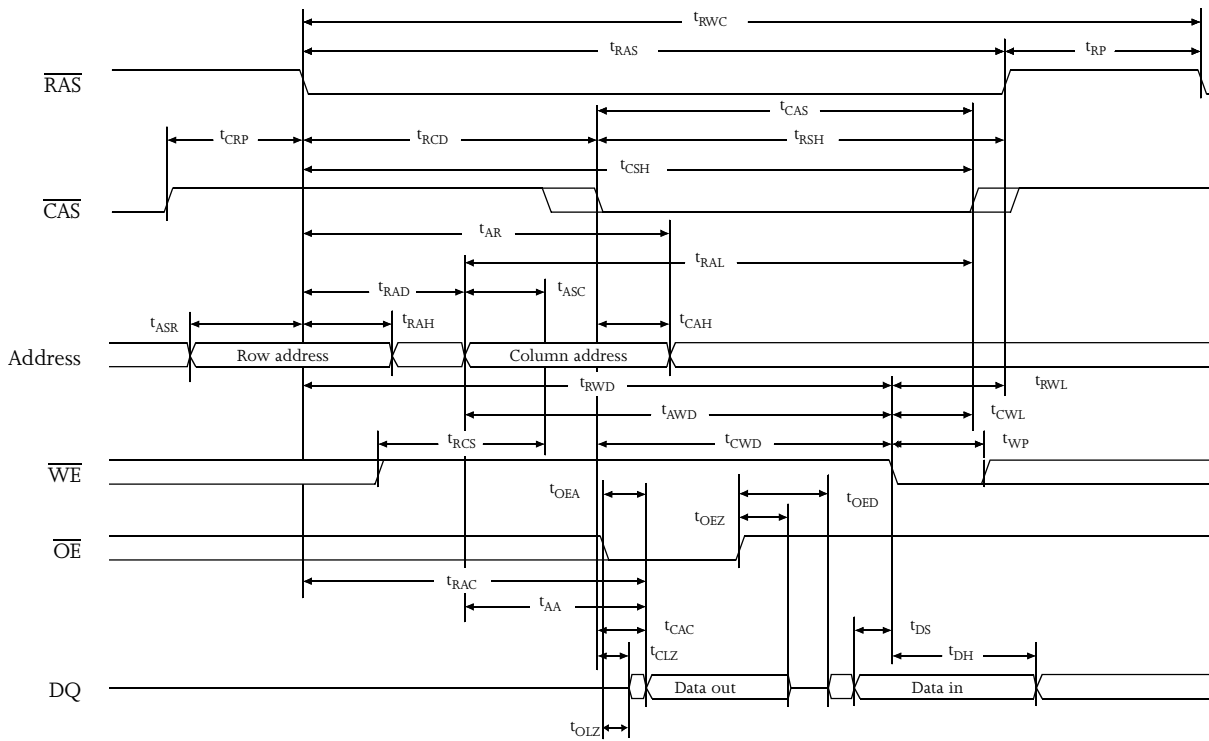 tRWC
tRAS tRP
RAS
tCAS
tCRP tRCD tRSH
tCSH
CAS
tAR
tRAL
tRAD tASC
tASR tRAH tCAH
Address Row address Column address
tRWD tRWL
tAWD tCWL
tRCS tCWD tWP
WE
tOEA tOED
tOEZ
OE
tRAC
tAA
tCAC tDS
tCLZ tDH
DQ Data out Data in
tOLZ